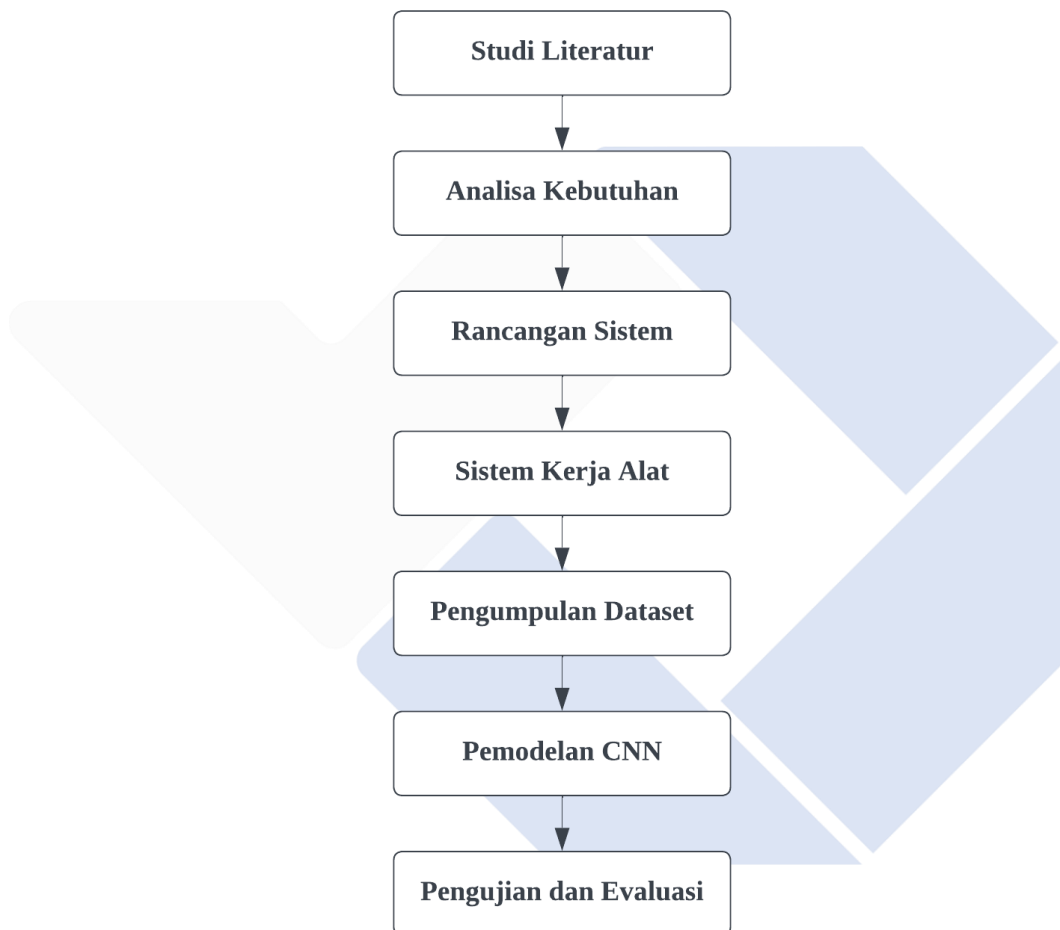 Studi Literatur
Analisa Kebutuhan
Rancangan Sistem
Sistem Kerja Alat
Pengumpulan Dataset
Pemodelan CNN
Pengujian dan Evaluasi